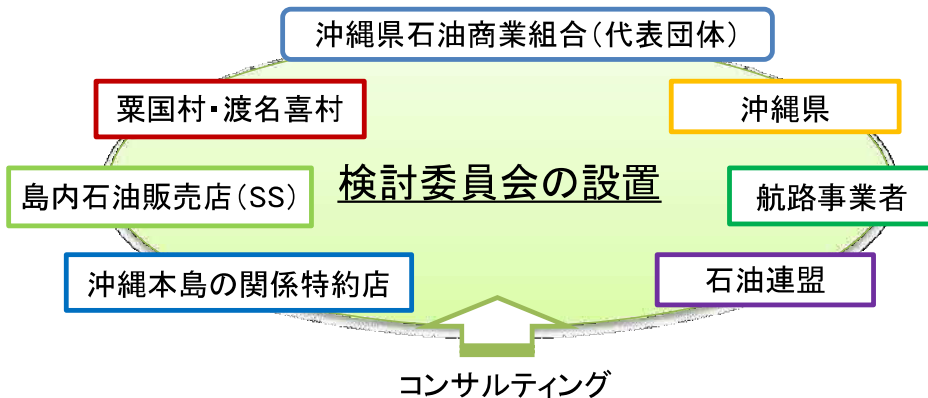 沖縄県石油商業組合（代表団体）
粟国村・渡名喜村
沖縄県
検討委員会の設置
島内石油販売店（SS）
航路事業者
沖縄本島の関係特約店
石油連盟
コンサルティング